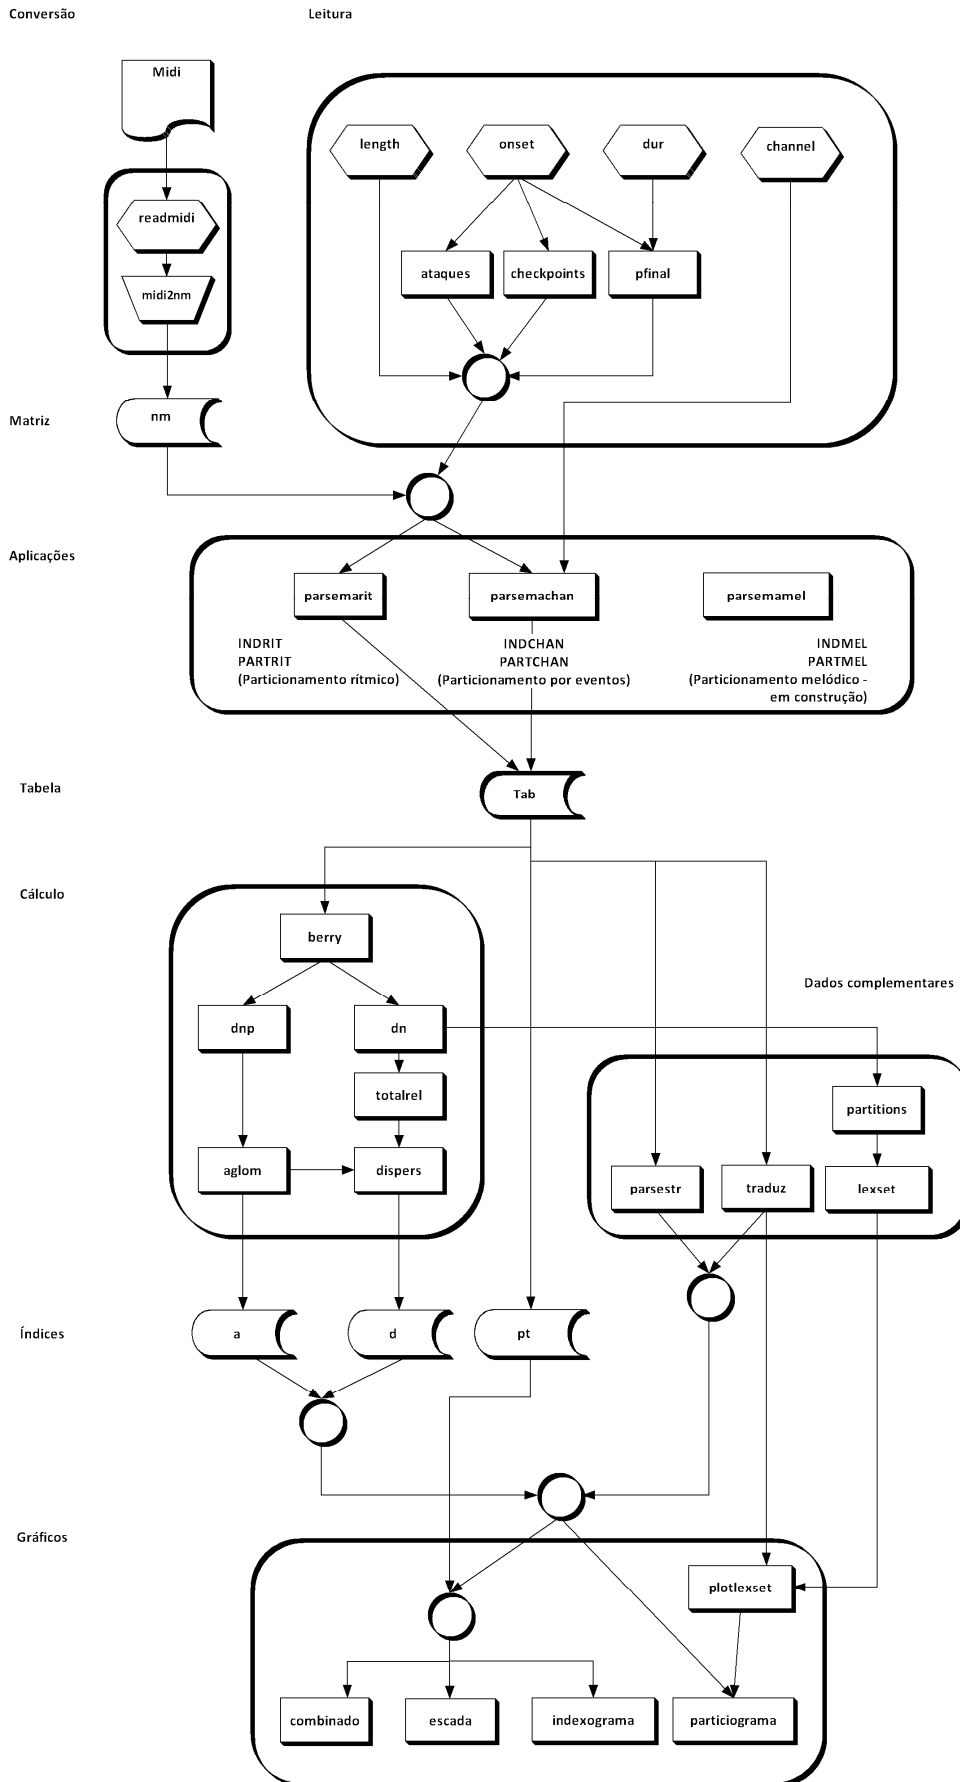 Conversão
Leitura
Midi
length
onset
dur
channel
readmidi
ataques
checkpoints
pfinal
midi2nm
Matriz
nm
Aplicações
parsemarit
parsemachan
parsemamel
INDRIT
PARTRIT
(Particionamento rítmico)
INDCHAN
PARTCHAN
(Particionamento por eventos)
INDMEL
PARTMEL
(Particionamento melódico -
em construção)
Tabela
Tab
Cálculo
berry
Dados complementares
dnp
dn
totalrel
partitions
aglom
dispers
parsestr
traduz
lexset
Índices
a
d
pt
Gráficos
plotlexset
combinado
escada
indexograma
particiograma